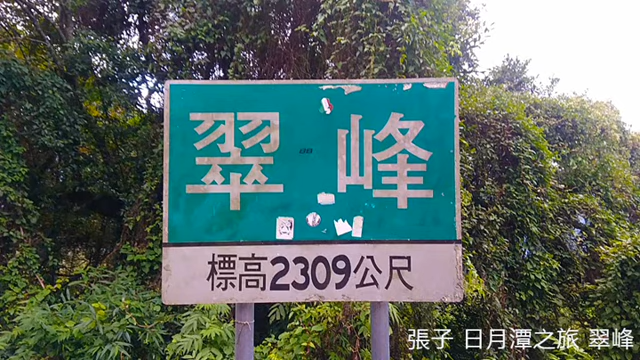 翠峰
標高2309公尺
張子 日月潭之旅 翠峰